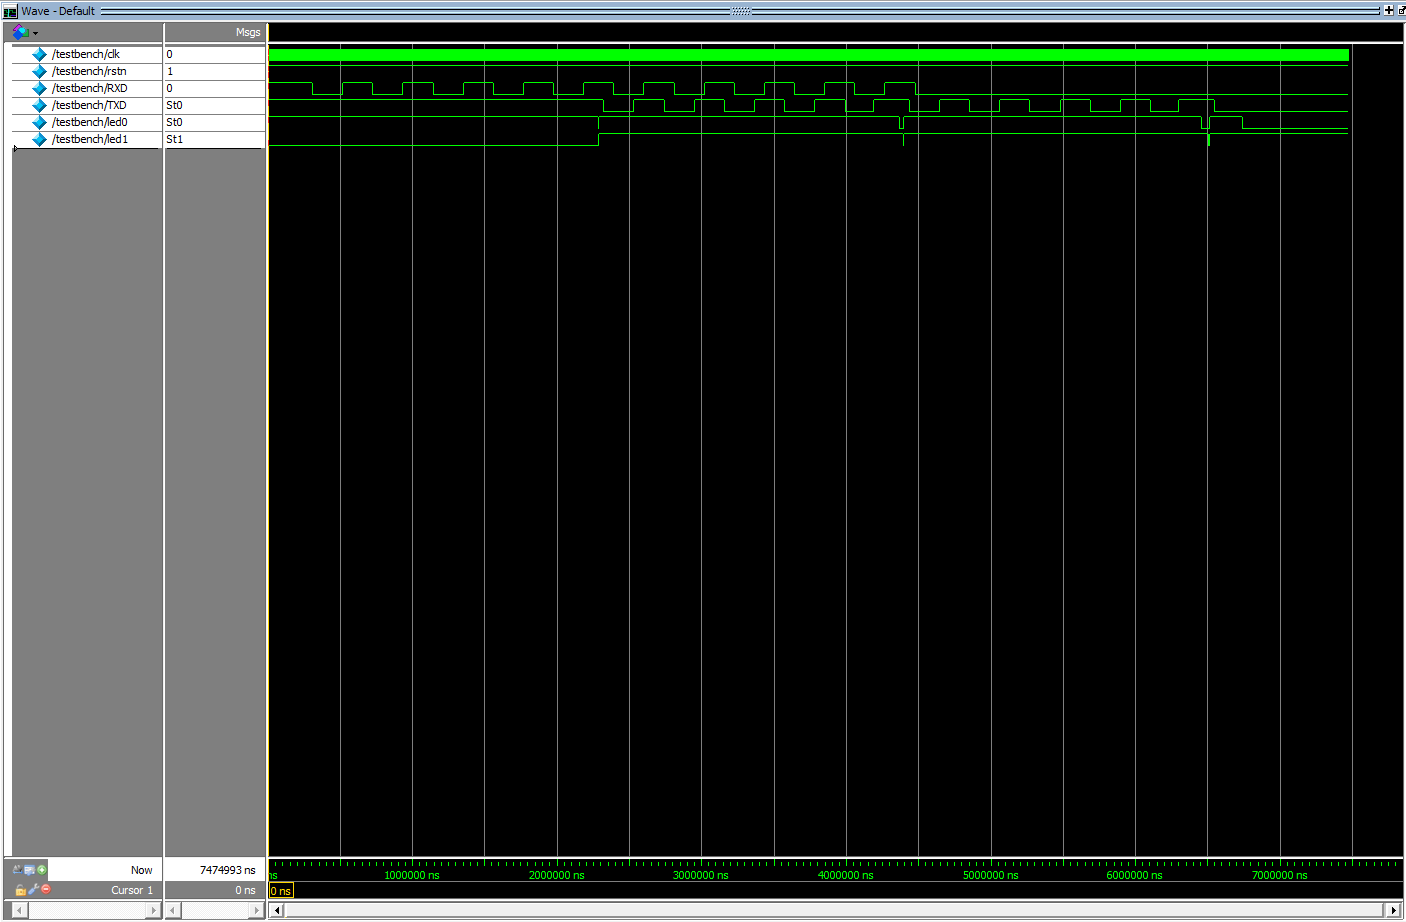 Wave - Default
Msgs
/testbench/clk 0
/testbench/rstn 1
/testbench/RXD 0
/testbench/TXD St0
/testbench/led0 St0
/testbench/led1 St1
Now 7474993 ns
ns 1000000 ns 2000000 ns 3000000 ns 4000000 ns 5000000 ns 6000000 ns 7000000 ns
Cursor 1 0 ns
0 ns